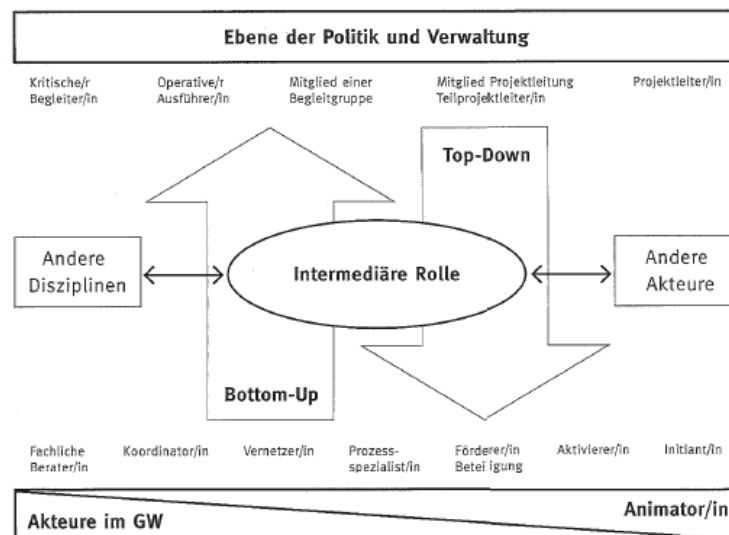 Ebene der Politik und Verwaltung
Kritische/r
Begleiter/in
Operative/r
Ausführer/in
Mitglied einer
Begleitgruppe
Mitglied Projektleitung
Teilprojektleiter/in
Projektleiter/in
Top-Down
Andere
Disziplinen
Intermediäre Rolle
Andere
Akteure
Bottom-Up
Fachliche
Berater/in
Koordinator/in
Vernetzer/in
Prozess-
spezialist/in
Förderer/in
Beteiligung
Aktivierer/in
Initiant/in
Animator/in
Akteure im GW